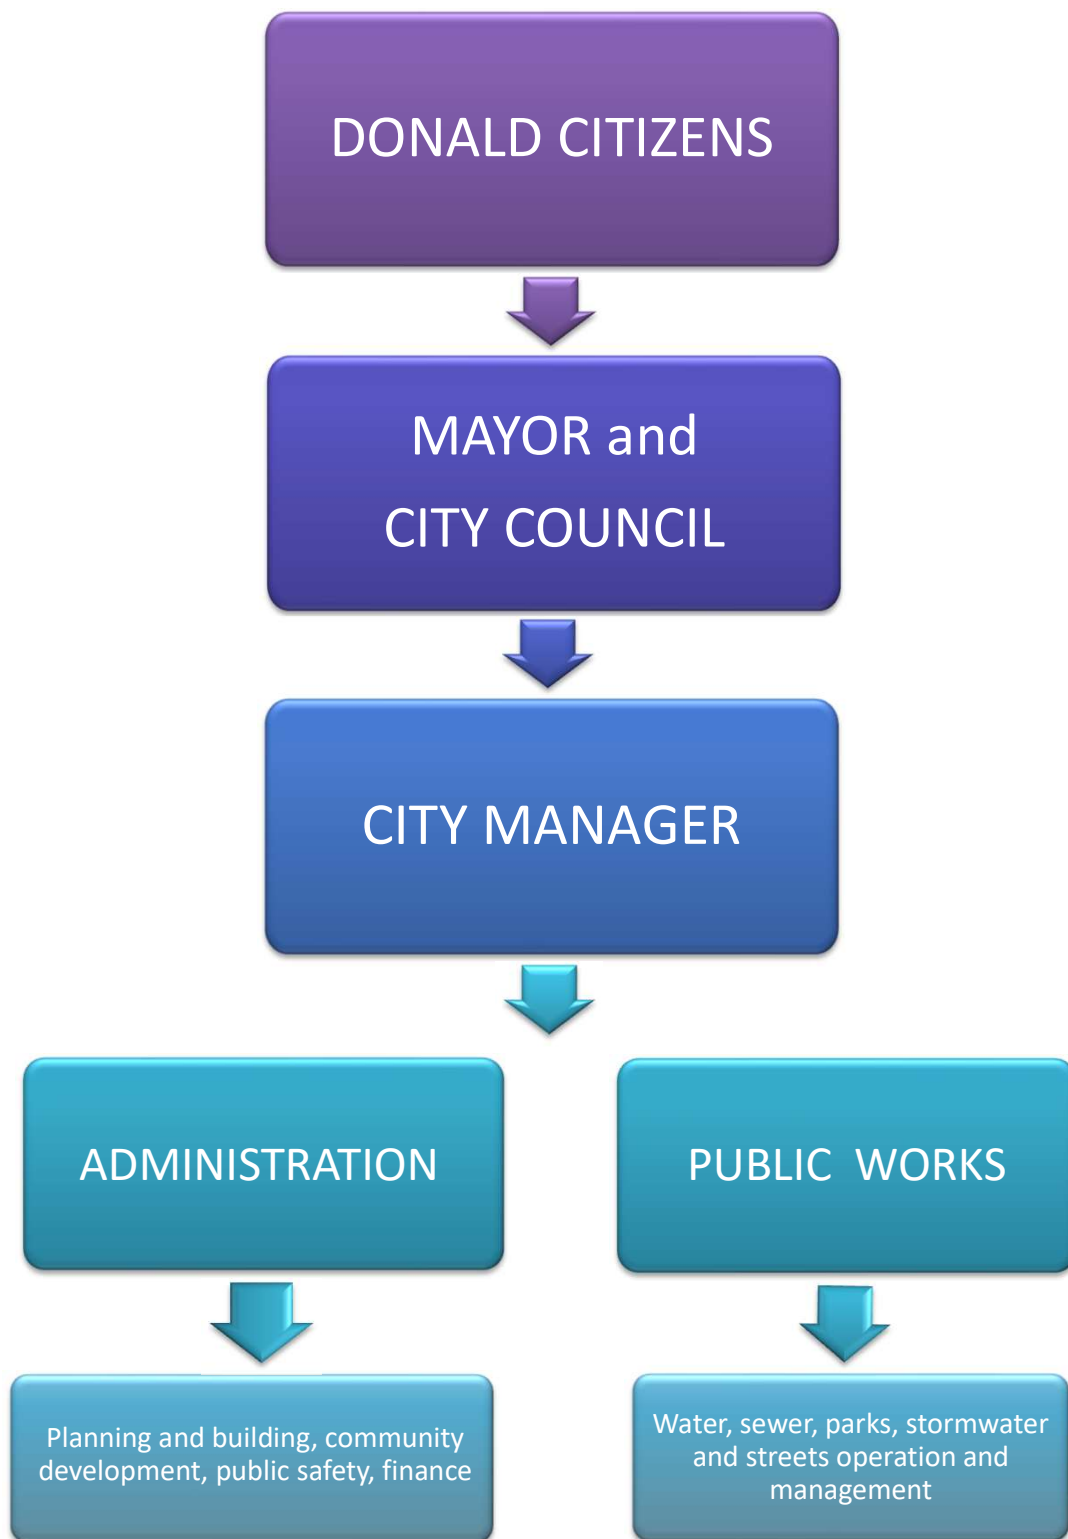 DONALD CITIZENS
MAYOR and
CITY COUNCIL
CITY MANAGER
ADMINISTRATION
PUBLIC WORKS
Planning and building, community
development, public safety, finance
Water, sewer, parks, stormwater
and streets operation and
management